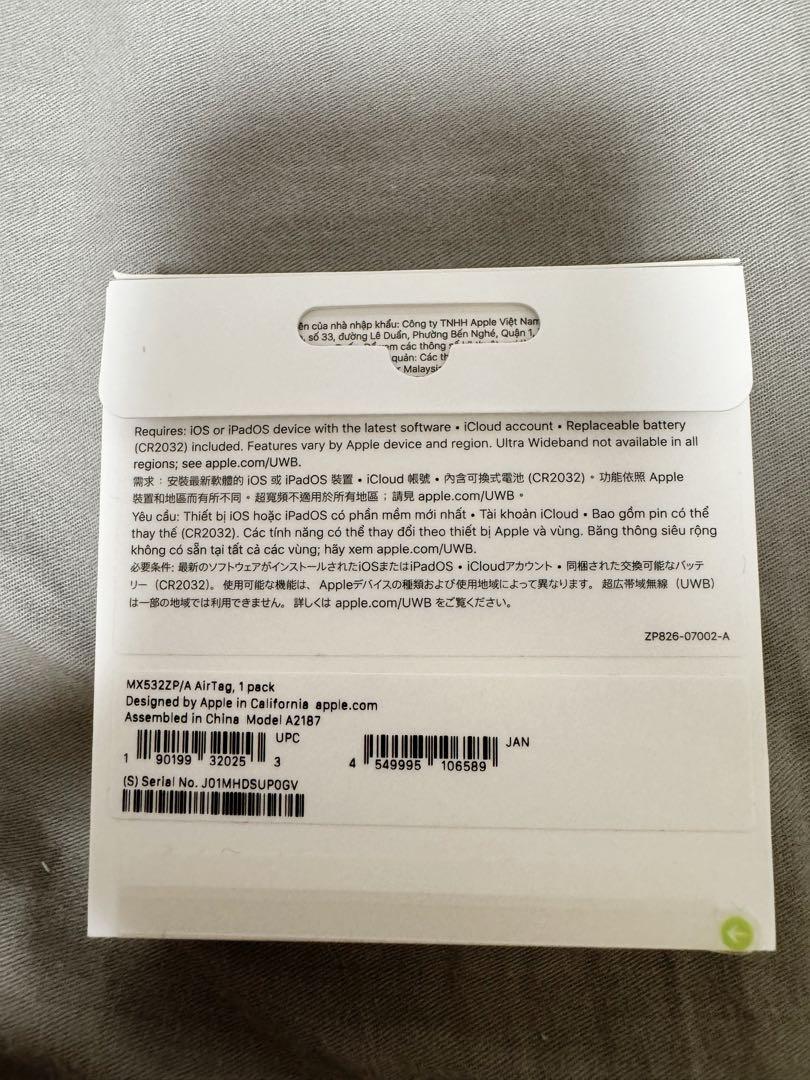 ên của nhà nhập khẩu: Công ty TNHH Apple Việt Nam
, số 33, đường Lê Duẩn, Phường Bến Nghé, Quận 1,
em các thông
quản: Các th
r Malaysia
Requires: iOS or iPadOS device with the latest software • iCloud account • Replaceable battery
(CR2032) included. Features vary by Apple device and region. Ultra Wideband not available in all
regions; see apple.com/UWB.
需求：安裝最新軟體的 iOS 或 iPadOS 裝置 • iCloud 帳號 • 內含可換式電池 (CR2032)。功能依照 Apple
裝置和地區而有所不同。超寬頻不適用於所有地區；請見 apple.com/UWB。
Yêu cầu: Thiết bị iOS hoặc iPadOS có phần mềm mới nhất • Tài khoản iCloud • Bao gồm pin có thể
thay thế (CR2032). Các tính năng có thể thay đổi theo thiết bị Apple và vùng. Băng thông siêu rộng
không có sẵn tại tất cả các vùng; hãy xem apple.com/UWB.
必要条件: 最新のソフトウェアがインストールされたiOSまたはiPadOS • iCloudアカウント • 同梱された交換可能なバッテ
リー（CR2032）。使用可能な機能は、Appleデバイスの種類および使用地域によって異なります。超広帯域無線（UWB）
は一部の地域では利用できません。詳しくは apple.com/UWB をご覧ください。
ZP826-07002-A
MX532ZP/A AirTag, 1 pack
Designed by Apple in California apple.com
Assembled in China Model A2187
UPC
1 90199 32025 3
JAN
4 549995 106589
(S) Serial No. J01MHDSUP0GV